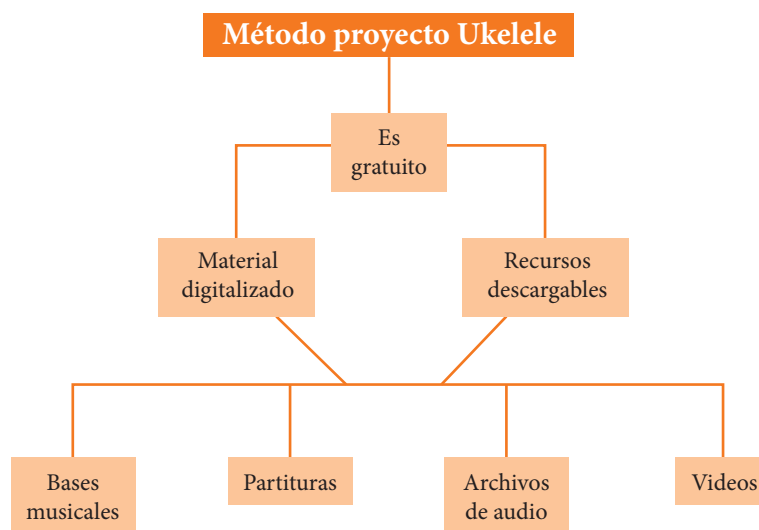 Método proyecto Ukelele
Es
gratuito
Material
digitalizado
Recursos
descargables
Bases
musicales
Partituras
Archivos
de audio
Videos